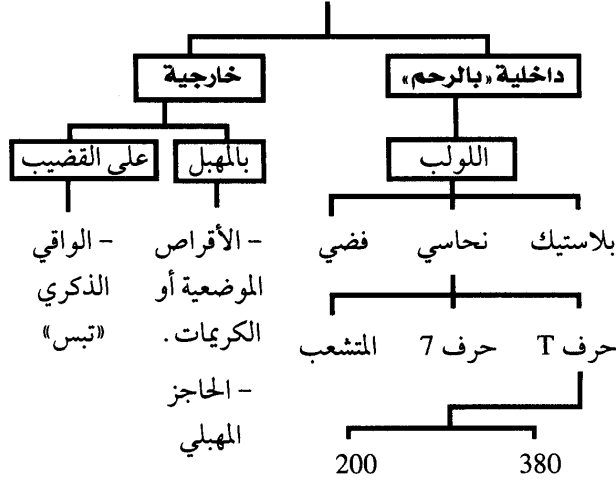 داخلية «بالرحم»
خارجية
اللولب
بالمهبل
على القضيب
بلاستيك
نحاسي
فضي
– الأقراص
الموضعية أو
الكريمات.
– الحاجز
المهبلي
– الواقي
الذكري
«تبس»
حرف T
حرف 7
المتشعب
380
200